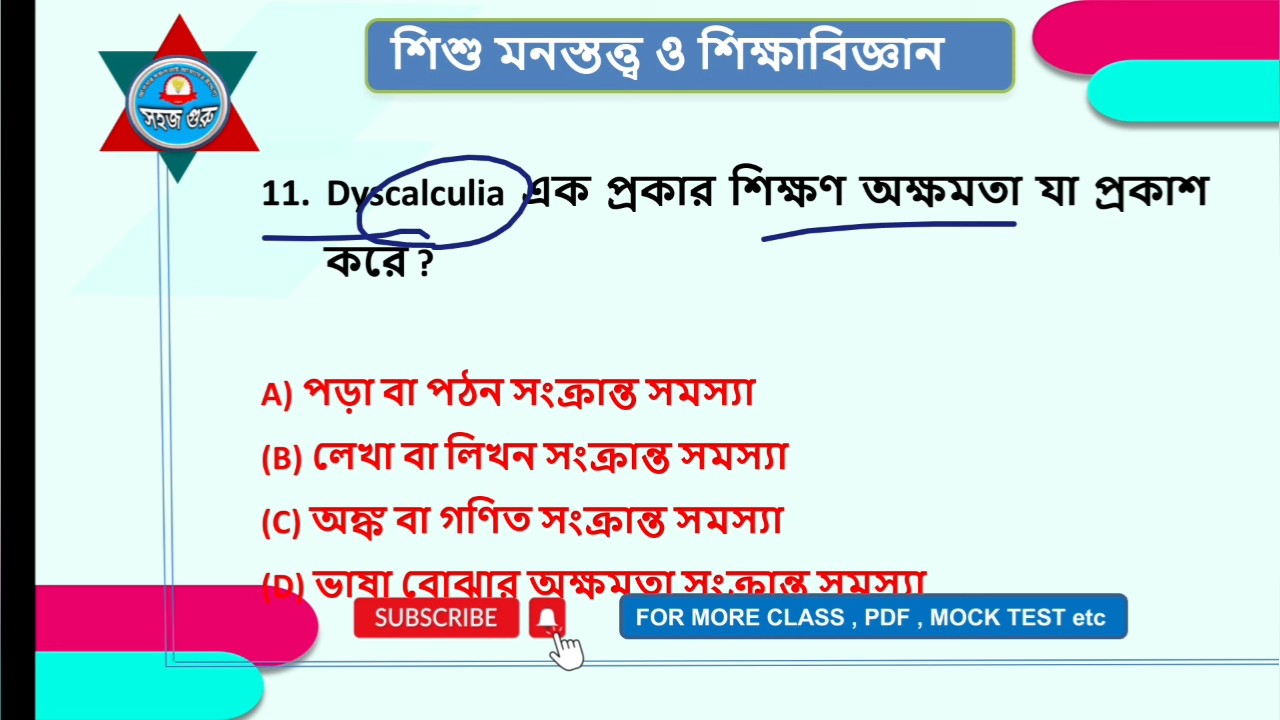 শিশু মনস্তত্ত্ব ও শিক্ষাবিজ্ঞান
সহজ গুরু
11. Dyscalculia এক প্রকার শিক্ষণ অক্ষমতা যা প্রকাশ
করে ?
A) পড়া বা পঠন সংক্রান্ত সমস্যা
(B) লেখা বা লিখন সংক্রান্ত সমস্যা
(C) অঙ্ক বা গণিত সংক্রান্ত সমস্যা
(D) ভাষা বোঝার অক্ষমতা সংক্রান্ত সমস্যা
SUBSCRIBE
FOR MORE CLASS , PDF , MOCK TEST etc